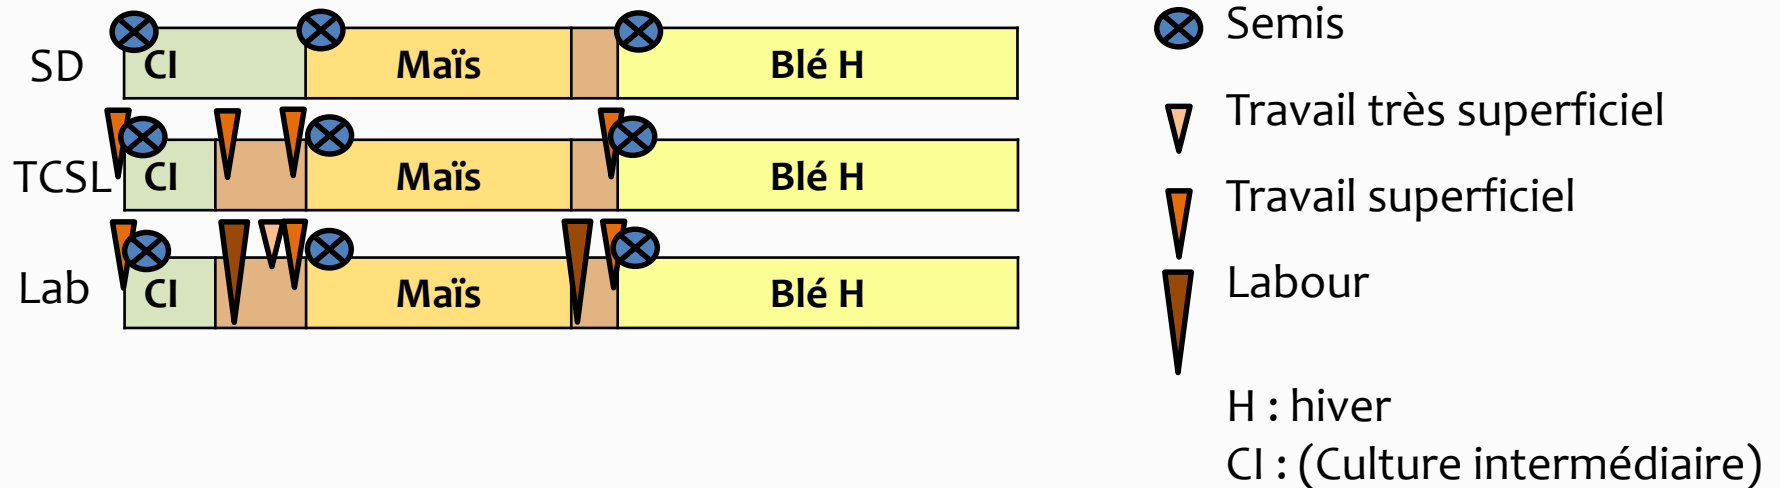 SD CI Maïs Blé H
TCSL CI Maïs Blé H
Lab CI Maïs Blé H
Semis
Travail très superficiel
Travail superficiel
Labour
H : hiver
CI : (Culture intermédiaire)